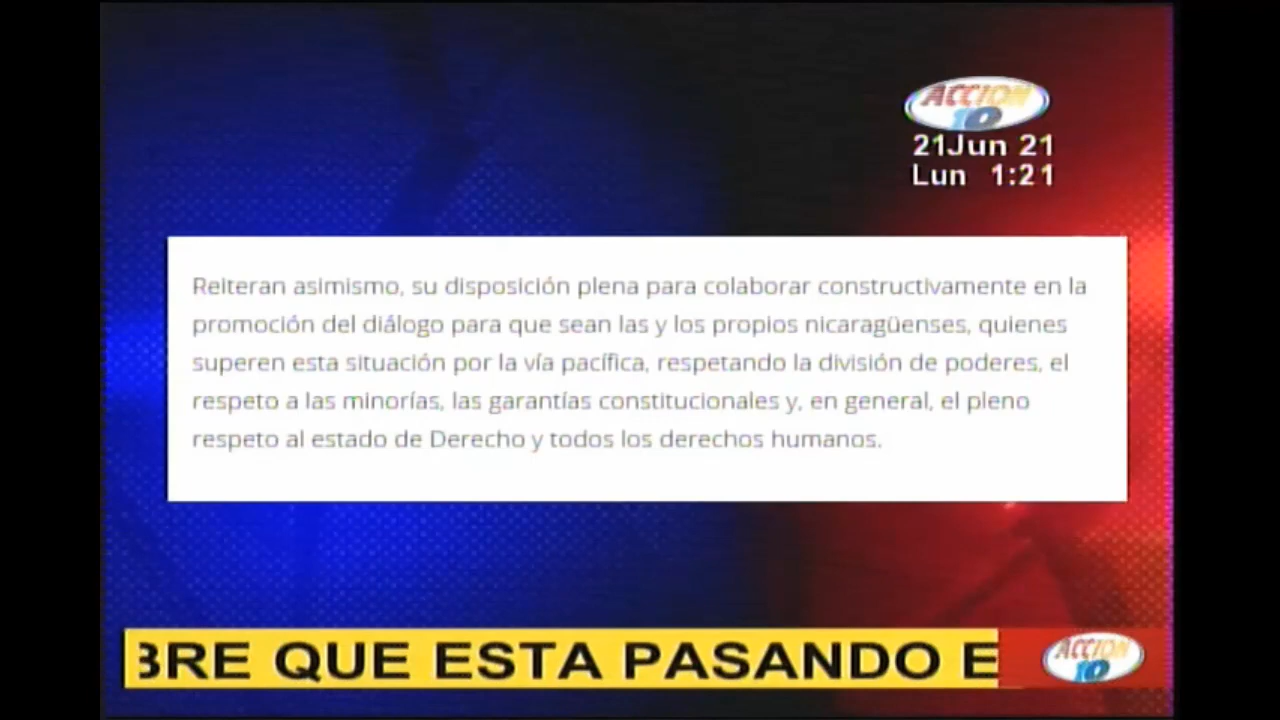 ACCION
10
21Jun 21
Lun 1:21
Reiteran asimismo, su disposición plena para colaborar constructivamente en la
promoción del diálogo para que sean las y los propios nicaragüenses, quienes
superen esta situación por la vía pacífica, respetando la división de poderes, el
respeto a las minorías, las garantías constitucionales y, en general, el pleno
respeto al estado de Derecho y todos los derechos humanos.
BRE QUE ESTA PASANDO E
ACCION
10